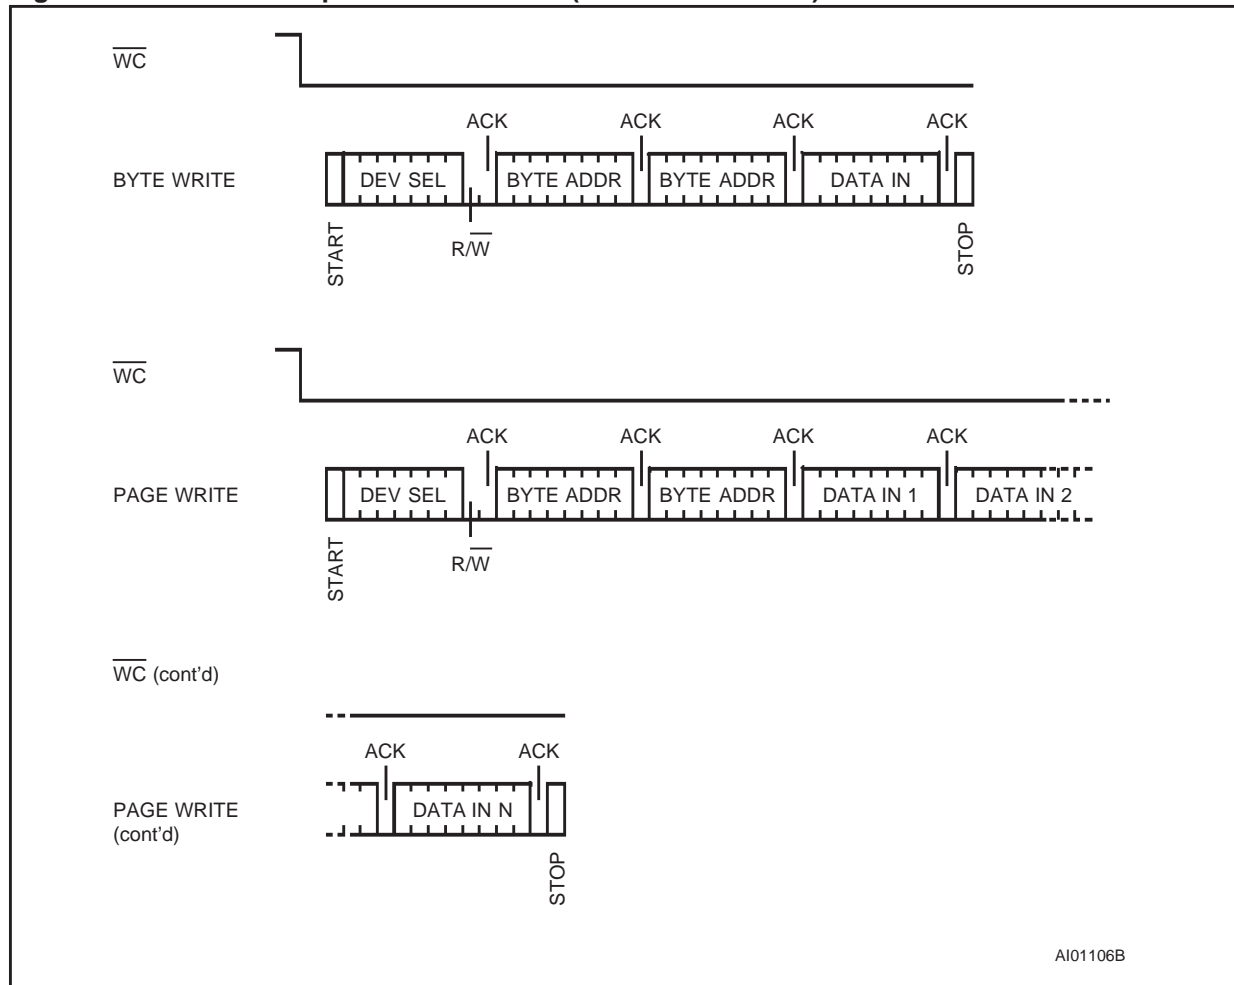 WC
ACK ACK ACK ACK
BYTE WRITE DEV SEL BYTE ADDR BYTE ADDR DATA IN
START R/W STOP
WC
ACK ACK ACK ACK
PAGE WRITE DEV SEL BYTE ADDR BYTE ADDR DATA IN 1 DATA IN 2
START R/W
WC (cont'd)
ACK ACK
PAGE WRITE DATA IN N
(cont'd)
STOP
AI01106B